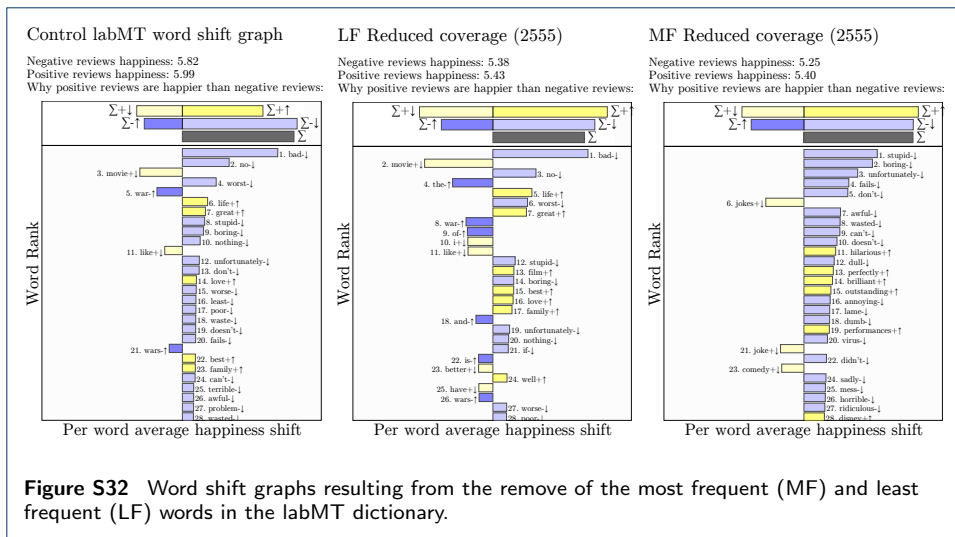 Control labMT word shift graph
Negative reviews happiness: 5.82
Positive reviews happiness: 5.99
Why positive reviews are happier than negative reviews:
Σ+↓
Σ+↑
Σ-↑
Σ-↓
Σ
1. bad-↓
2. no-↓
3. movie+↓
4. worst-↓
5. war-↑
6. life+↑
7. great+↑
8. stupid-↓
9. boring-↓
10. nothing-↓
11. like+↓
12. unfortunately-↓
13. don't-↓
14. love+↑
15. worse-↓
16. least-↓
17. poor-↓
18. waste-↓
19. doesn't-↓
20. fails-↓
21. wars-↑
22. best+↑
23. family+↑
24. can't-↓
25. terrible-↓
26. awful-↓
27. problem-↓
28. wasted-↓
Word Rank
Per word average happiness shift
LF Reduced coverage (2555)
Negative reviews happiness: 5.38
Positive reviews happiness: 5.43
Why positive reviews are happier than negative reviews:
Σ+↓
Σ+↑
Σ-↑
Σ-↓
Σ
1. bad-↓
2. movie+↓
3. no-↓
4. the-↑
5. life+↑
6. worst-↓
7. great+↑
8. war-↑
9. of-↑
10. i+↓
11. like+↓
12. stupid-↓
13. film+↑
14. boring-↓
15. best+↑
16. love+↑
17. family+↑
18. and-↑
19. unfortunately-↓
20. nothing-↓
21. if-↓
22. is-↑
23. better+↓
24. well+↑
25. have+↓
26. wars-↑
27. worse-↓
28. poor-↓
Word Rank
Per word average happiness shift
MF Reduced coverage (2555)
Negative reviews happiness: 5.25
Positive reviews happiness: 5.40
Why positive reviews are happier than negative reviews:
Σ+↓
Σ+↑
Σ-↑
Σ-↓
Σ
1. stupid-↓
2. boring-↓
3. unfortunately-↓
4. fails-↓
5. don't-↓
6. jokes+↓
7. awful-↓
8. wasted-↓
9. can't-↓
10. doesn't-↓
11. hilarious+↑
12. dull-↓
13. perfectly+↑
14. brilliant+↑
15. outstanding+↑
16. annoying-↓
17. lame-↓
18. dumb-↓
19. performances+↑
20. virus-↓
21. joke+↓
22. didn't-↓
23. comedy+↓
24. sadly-↓
25. mess-↓
26. horrible-↓
27. ridiculous-↓
28. disney+↑
Word Rank
Per word average happiness shift
Figure S32 Word shift graphs resulting from the remove of the most frequent (MF) and least
frequent (LF) words in the labMT dictionary.